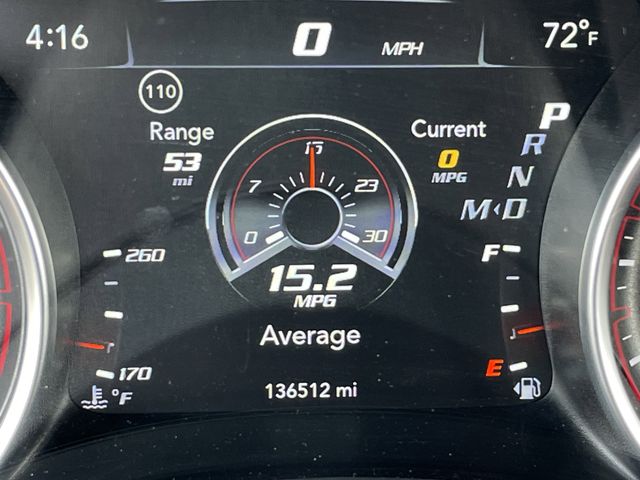 4:16
0 MPH
72°F
110
Range
53
mi
Current
0
MPG
P
R
N
M D
0 7 15 23 30
15.2
MPG
Average
136512 mi
260
170
°F
F
E